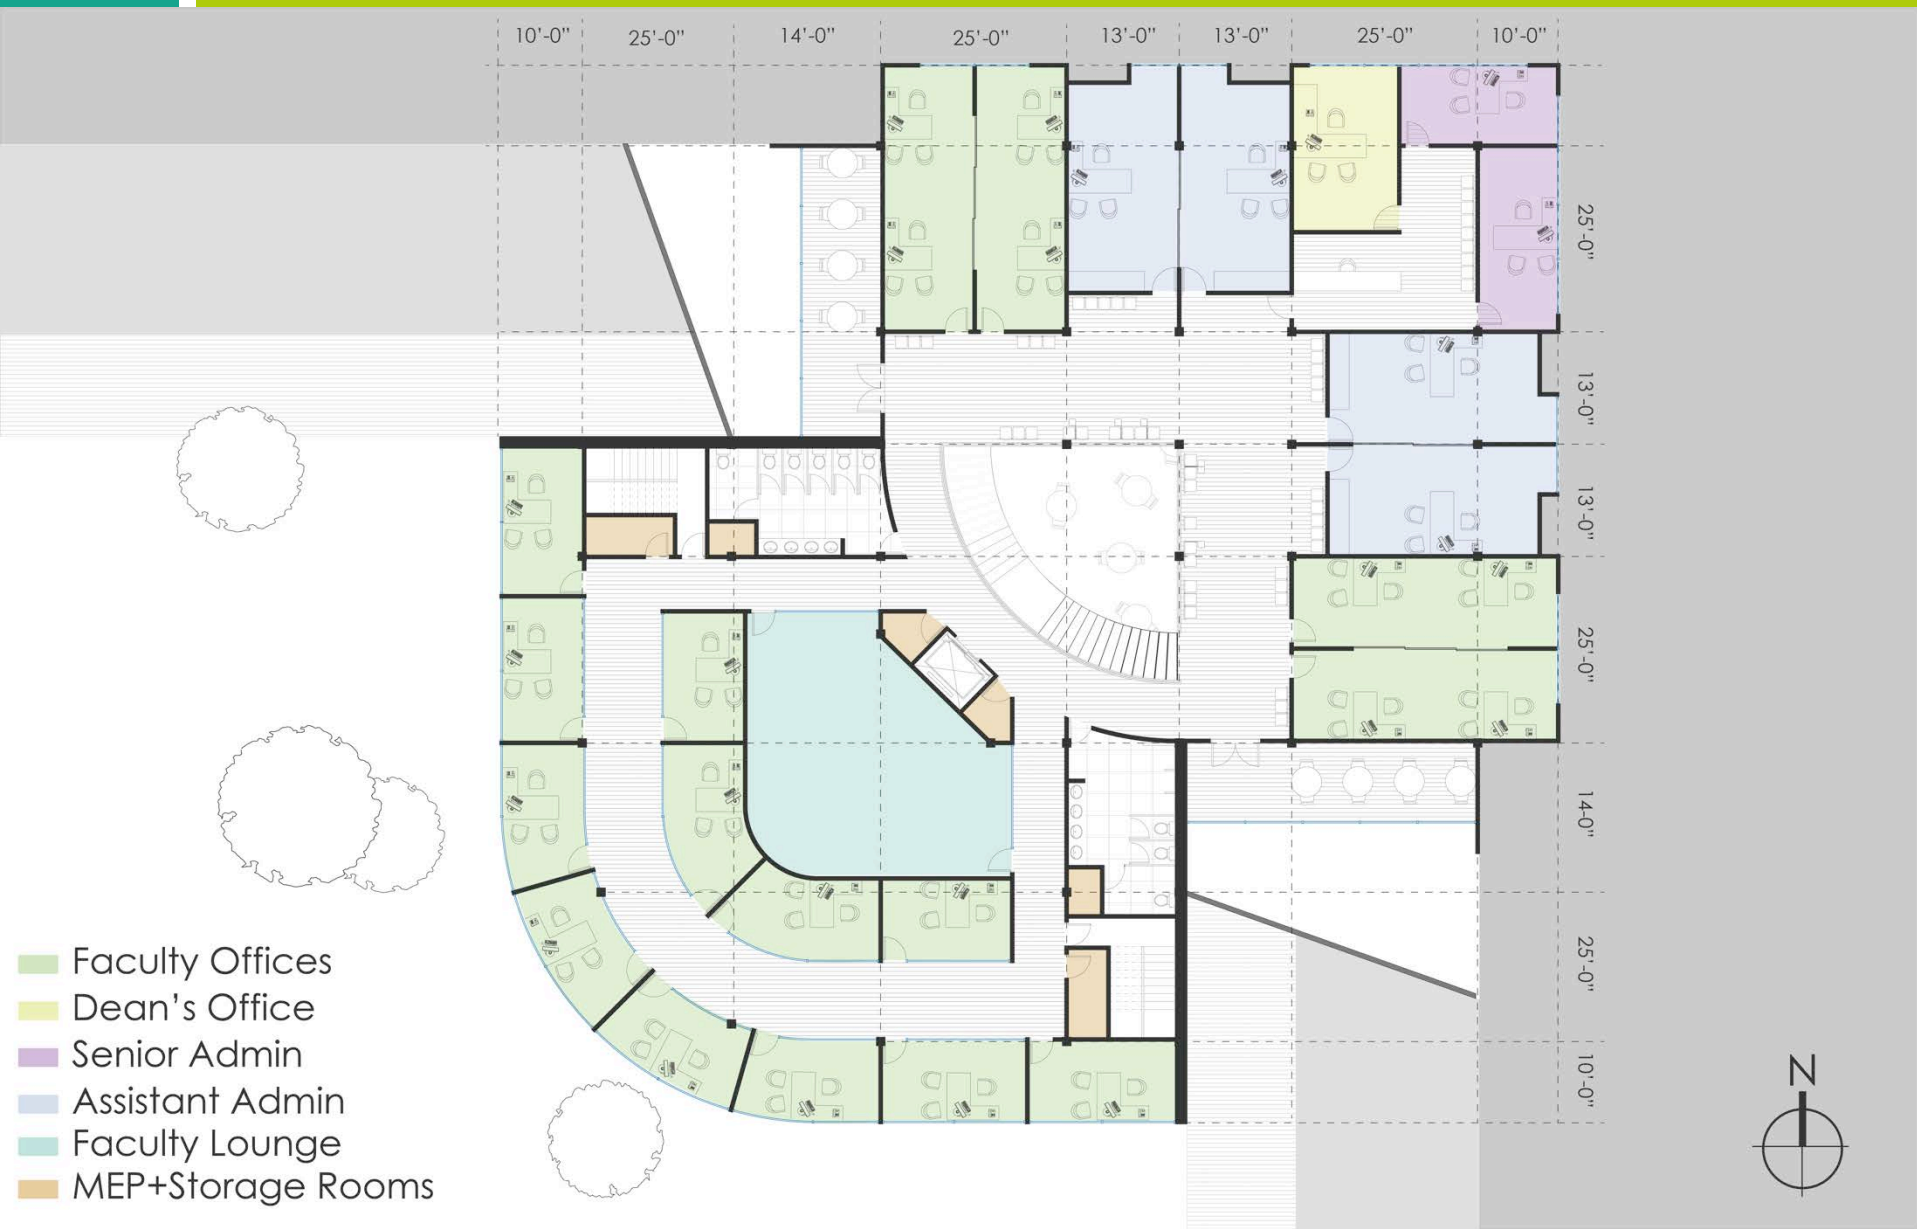 10'-0" 25'-0" 14'-0" 25'-0" 13'-0" 13'-0" 25'-0" 10'-0"
25'-0"
13'-0"
13'-0"
25'-0"
14-0"
25'-0"
10'-0"
Faculty Offices
Dean's Office
Senior Admin
Assistant Admin
Faculty Lounge
MEP+Storage Rooms
N